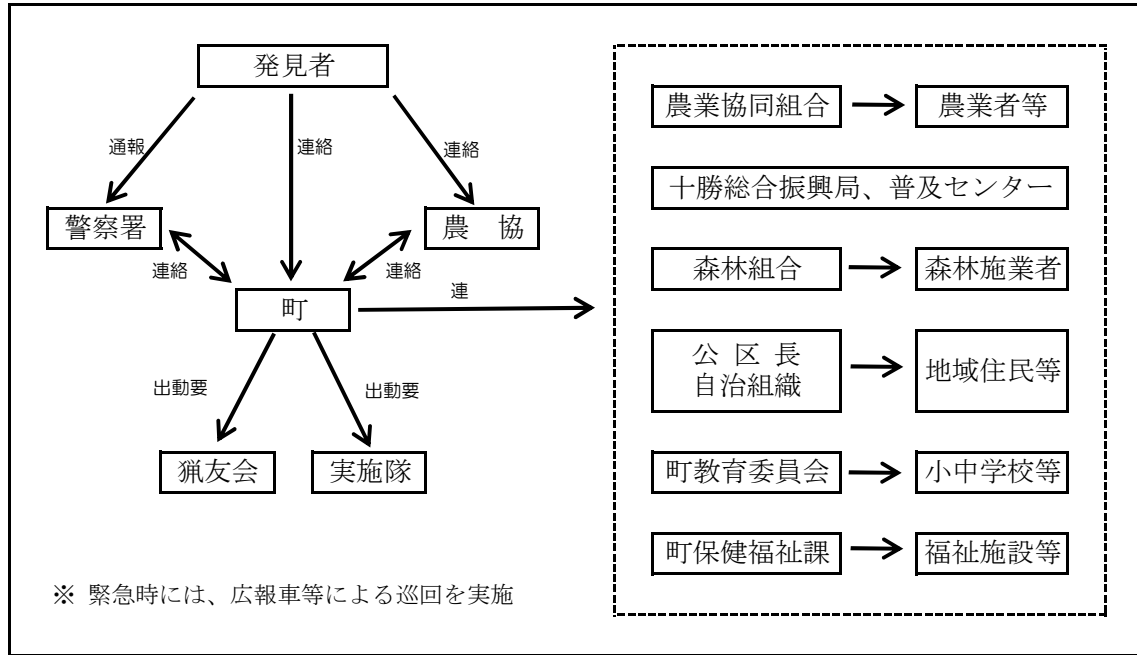 発見者
通報
連絡
連絡
警察署
農　協
連絡
連絡
町
連
出動要
出動要
猟友会
実施隊
※ 緊急時には、広報車等による巡回を実施
農業協同組合
農業者等
十勝総合振興局、普及センター
森林組合
森林施業者
公 区 長
自治組織
地域住民等
町教育委員会
小中学校等
町保健福祉課
福祉施設等